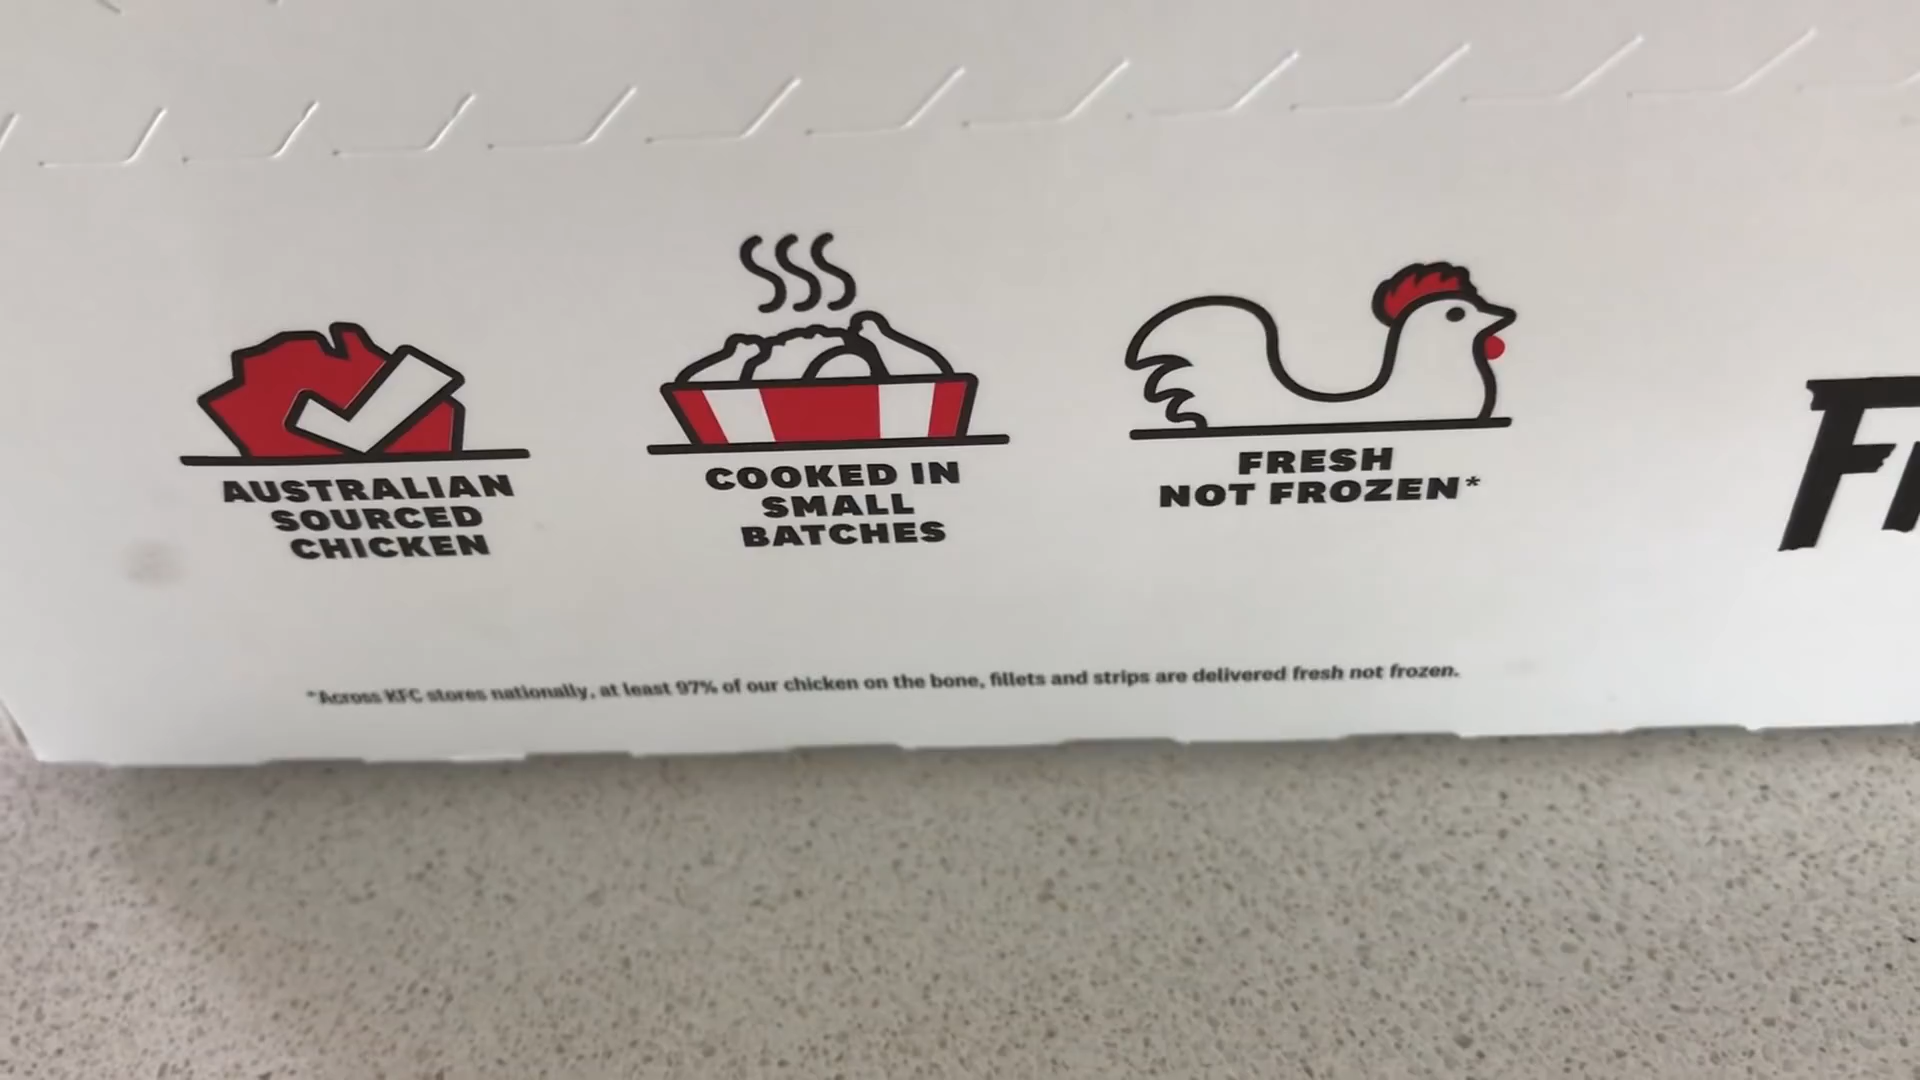 AUSTRALIAN
SOURCED
CHICKEN
COOKED IN
SMALL
BATCHES
FRESH
NOT FROZEN*
*Across KFC stores nationally, at least 97% of our chicken on the bone, fillets and strips are delivered fresh not frozen.